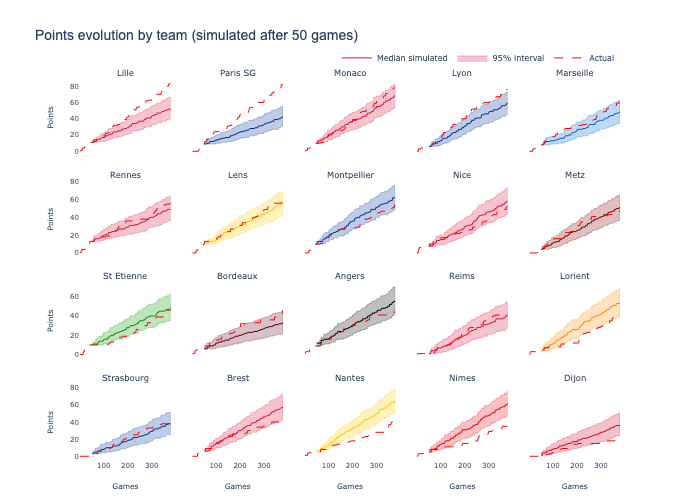 Points evolution by team (simulated after 50 games)
Median simulated 95% interval Actual
Lille Paris SG Monaco Lyon Marseille
80
60
40
20
0
Points
Rennes Lens Montpellier Nice Metz
80
60
40
20
0
Points
St Etienne Bordeaux Angers Reims Lorient
60
40
20
0
Points
Strasbourg Brest Nantes Nimes Dijon
80
60
40
20
0
Points
100 200 300 100 200 300 100 200 300 100 200 300 100 200 300
Games Games Games Games Games